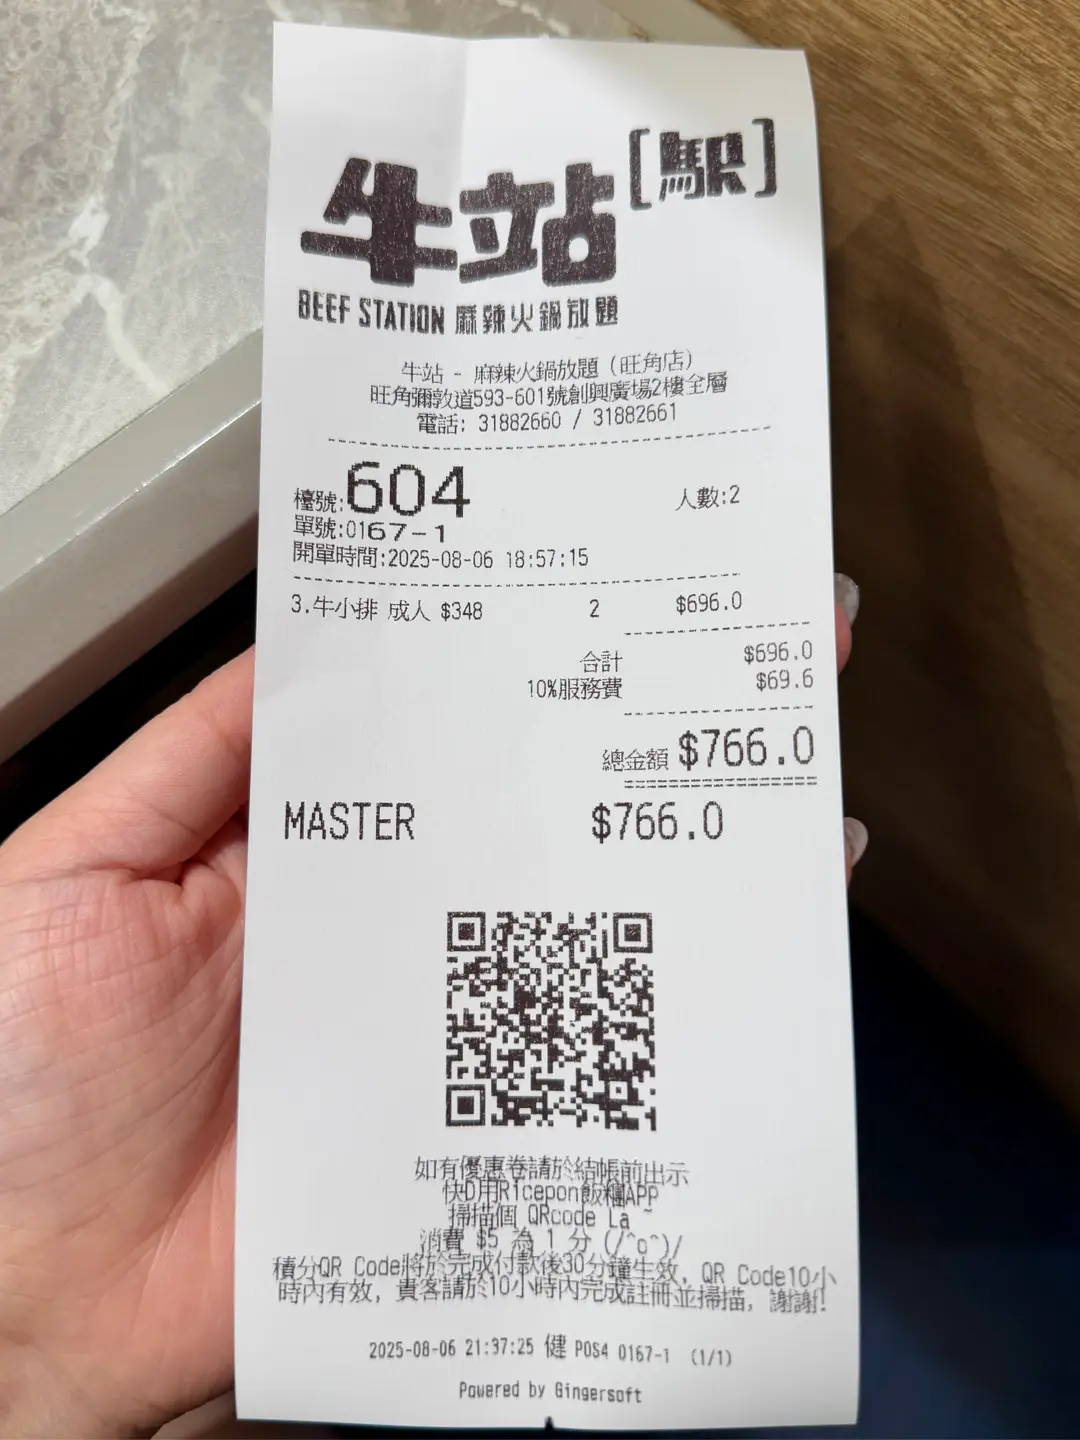 牛站［駅］
BEEF STATION 麻辣火鍋放題
牛站 - 麻辣火鍋放題（旺角店）
旺角彌敦道593-601號創興廣場2樓全層
電話: 31882660 / 31882661
檯號:604 人數:2
單號:0167-1
開單時間:2025-08-06 18:57:15
3.牛小排 成人 $348 2 $696.0
合計 $696.0
10%服務費 $69.6
總金額 $766.0
MASTER $766.0
如有優惠卷請於結帳前出示
快D用Ricepon飯糰APP
掃描個 QRcode La ~
消費 $5 為 1 分 (/^o^)/
積分QR Code將於完成付款後30分鐘生效, QR Code10小
時內有效, 貴客請於10小時內完成註冊並掃描, 謝謝!
2025-08-06 21:37:25 健 POS4 0167-1 (1/1)
Powered by Gingersoft